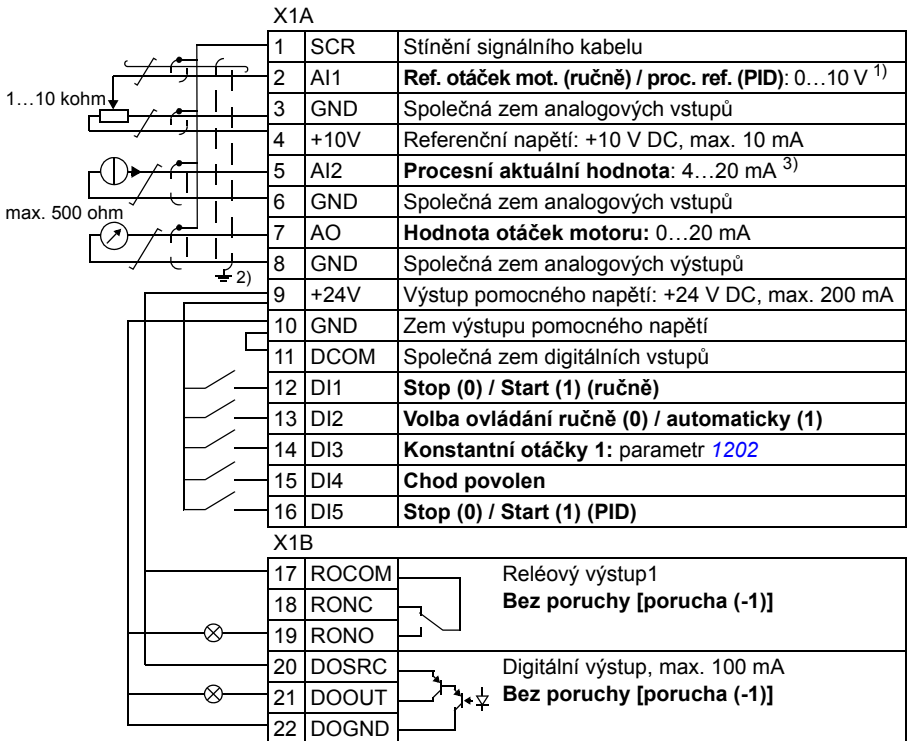 X1A
1 SCR Stínění signálního kabelu
2 AI1 Ref. otáček mot. (ručně) / proc. ref. (PID): 0…10 V 1)
1…10 kohm
3 GND Společná zem analogových vstupů
4 +10V Referenční napětí: +10 V DC, max. 10 mA
5 AI2 Procesní aktuální hodnota: 4…20 mA 3)
6 GND Společná zem analogových vstupů
max. 500 ohm
7 AO Hodnota otáček motoru: 0…20 mA
8 GND Společná zem analogových výstupů
2)
9 +24V Výstup pomocného napětí: +24 V DC, max. 200 mA
10 GND Zem výstupu pomocného napětí
11 DCOM Společná zem digitálních vstupů
12 DI1 Stop (0) / Start (1) (ručně)
13 DI2 Volba ovládání ručně (0) / automaticky (1)
14 DI3 Konstantní otáčky 1: parametr 1202
15 DI4 Chod povolen
16 DI5 Stop (0) / Start (1) (PID)
X1B
17 ROCOM Reléový výstup1
18 RONC Bez poruchy [porucha (-1)]
19 RONO
20 DOSRC Digitální výstup, max. 100 mA
21 DOOUT Bez poruchy [porucha (-1)]
22 DOGND